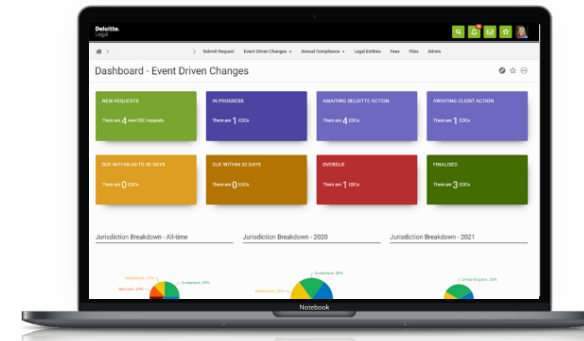 Deloitte.
Legal
Submit Request Event Driven Changes Annual Compliance Legal Entities Fees Files Admin
Dashboard - Event Driven Changes
NEW REQUESTS
There are 4 new EDC requests
IN PROGRESS
There are 1 EDCs
AWAITING DELOITTE ACTION
There are 4 EDCs
AWAITING CLIENT ACTION
There are 1 EDCs
DUE WITHIN 60 TO 30 DAYS
There are 0 EDCs
DUE WITHIN 30 DAYS
There are 0 EDCs
OVERDUE
There are 1 EDCs
FINALISED
There are 3 EDCs
Jurisdiction Breakdown - All-time
Jurisdiction Breakdown - 2020
Jurisdiction Breakdown - 2021
Switzerland, 20%
Notebook